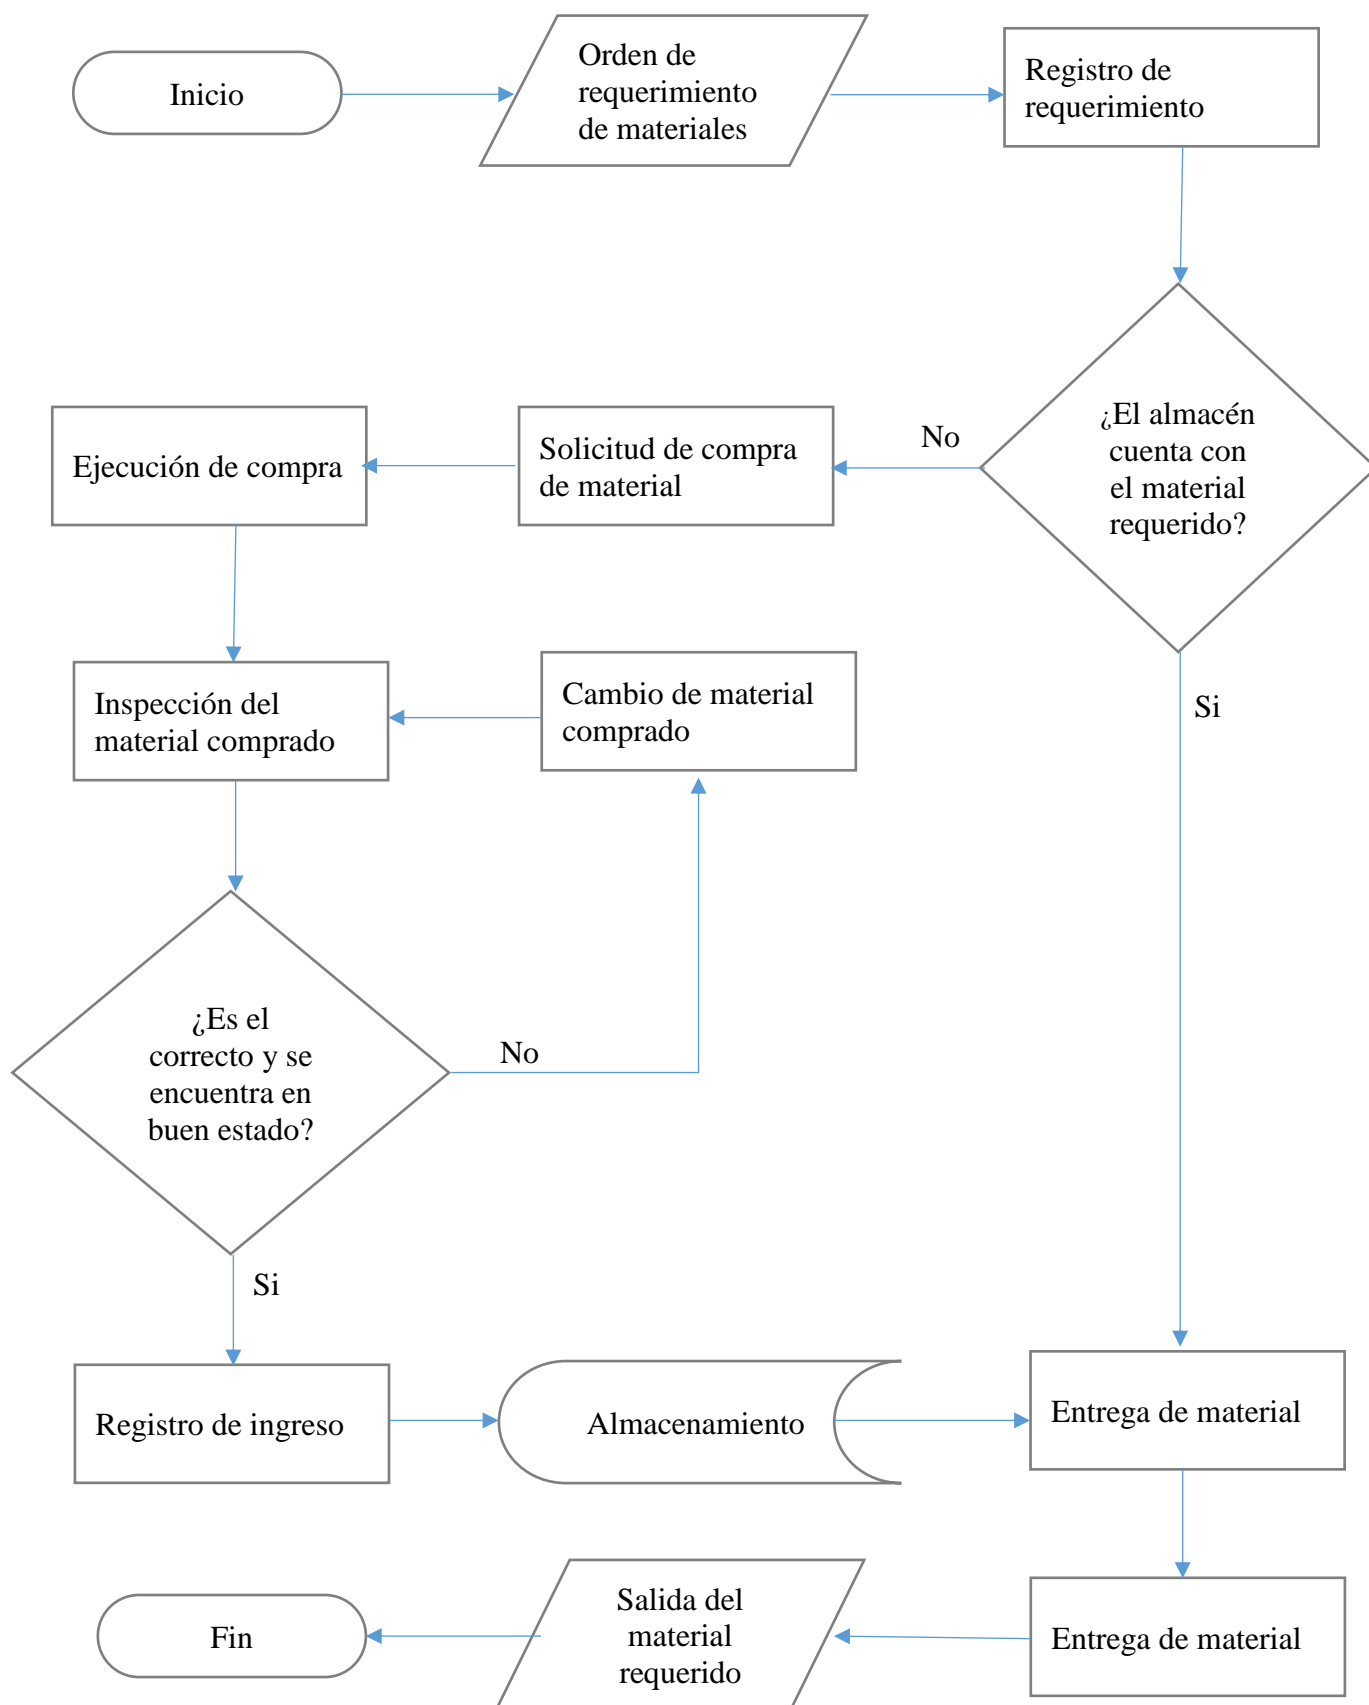 Inicio
Orden de
requerimiento
de materiales
Registro de
requerimiento
¿El almacén
cuenta con
el material
requerido?
No
Solicitud de compra
de material
Ejecución de compra
Inspección del
material comprado
Cambio de material
comprado
Si
¿Es el
correcto y se
encuentra en
buen estado?
No
Si
Registro de ingreso
Almacenamiento
Entrega de material
Entrega de material
Salida del
material
requerido
Fin